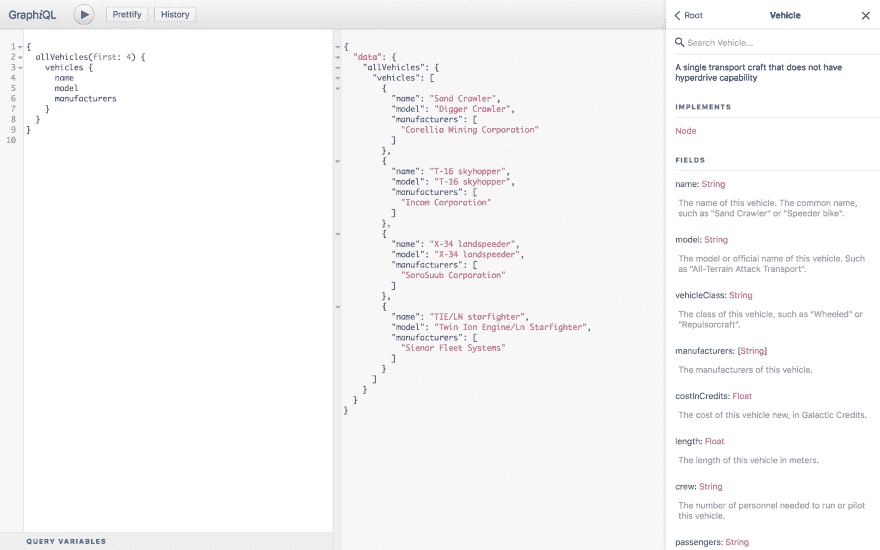 GraphiQL
Prettify
History
1 {
2 allVehicles(first: 4) {
3 vehicles {
4 name
5 model
6 manufacturers
7 }
8 }
9 }
10
QUERY VARIABLES
{
"data": {
"allVehicles": {
"vehicles": [
{
"name": "Sand Crawler",
"model": "Digger Crawler",
"manufacturers": [
"Corellia Mining Corporation"
]
},
{
"name": "T-16 skyhopper",
"model": "T-16 skyhopper",
"manufacturers": [
"Incom Corporation"
]
},
{
"name": "X-34 landspeeder",
"model": "X-34 landspeeder",
"manufacturers": [
"SoroSuub Corporation"
]
},
{
"name": "TIE/LN starfighter",
"model": "Twin Ion Engine/Ln Starfighter",
"manufacturers": [
"Sienar Fleet Systems"
]
}
]
}
}
}
Root
Vehicle
Search Vehicle...
A single transport craft that does not have
hyperdrive capability
IMPLEMENTS
Node
FIELDS
name: String
The name of this vehicle. The common name,
such as "Sand Crawler" or "Speeder bike".
model: String
The model or official name of this vehicle. Such
as "All-Terrain Attack Transport".
vehicleClass: String
The class of this vehicle, such as "Wheeled" or
"Repulsorcraft".
manufacturers: [String]
The manufacturers of this vehicle.
costInCredits: Float
The cost of this vehicle new, in Galactic Credits.
length: Float
The length of this vehicle in meters.
crew: String
The number of personnel needed to run or pilot
this vehicle.
passengers: String